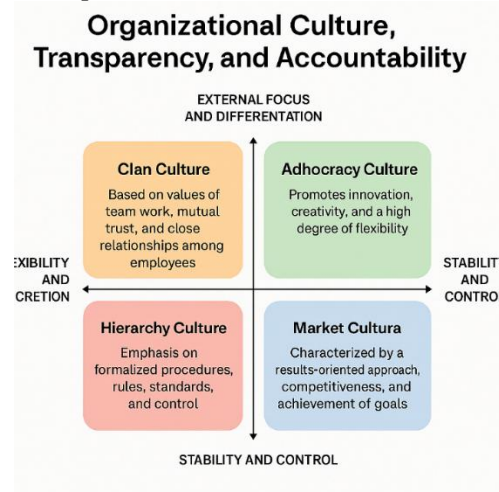 Organizational Culture,
Transparency, and Accountability
EXTERNAL FOCUS
AND DIFFERENTATION
Clan Culture
Based on values of
team work, mutual
trust, and close
relationships among
employees
Adhocracy Culture
Promotes innovation,
creativity, and a high
degree of flexibility
EXIBILITY
AND
CRETION
STABILIT
AND
CONTRO
Hierarchy Culture
Emphasis on
formalized procedures,
rules, standards,
and control
Market Cultura
Characterized by a
results-oriented approach,
competitiveness, and
achievement of goals
STABILITY AND CONTROL